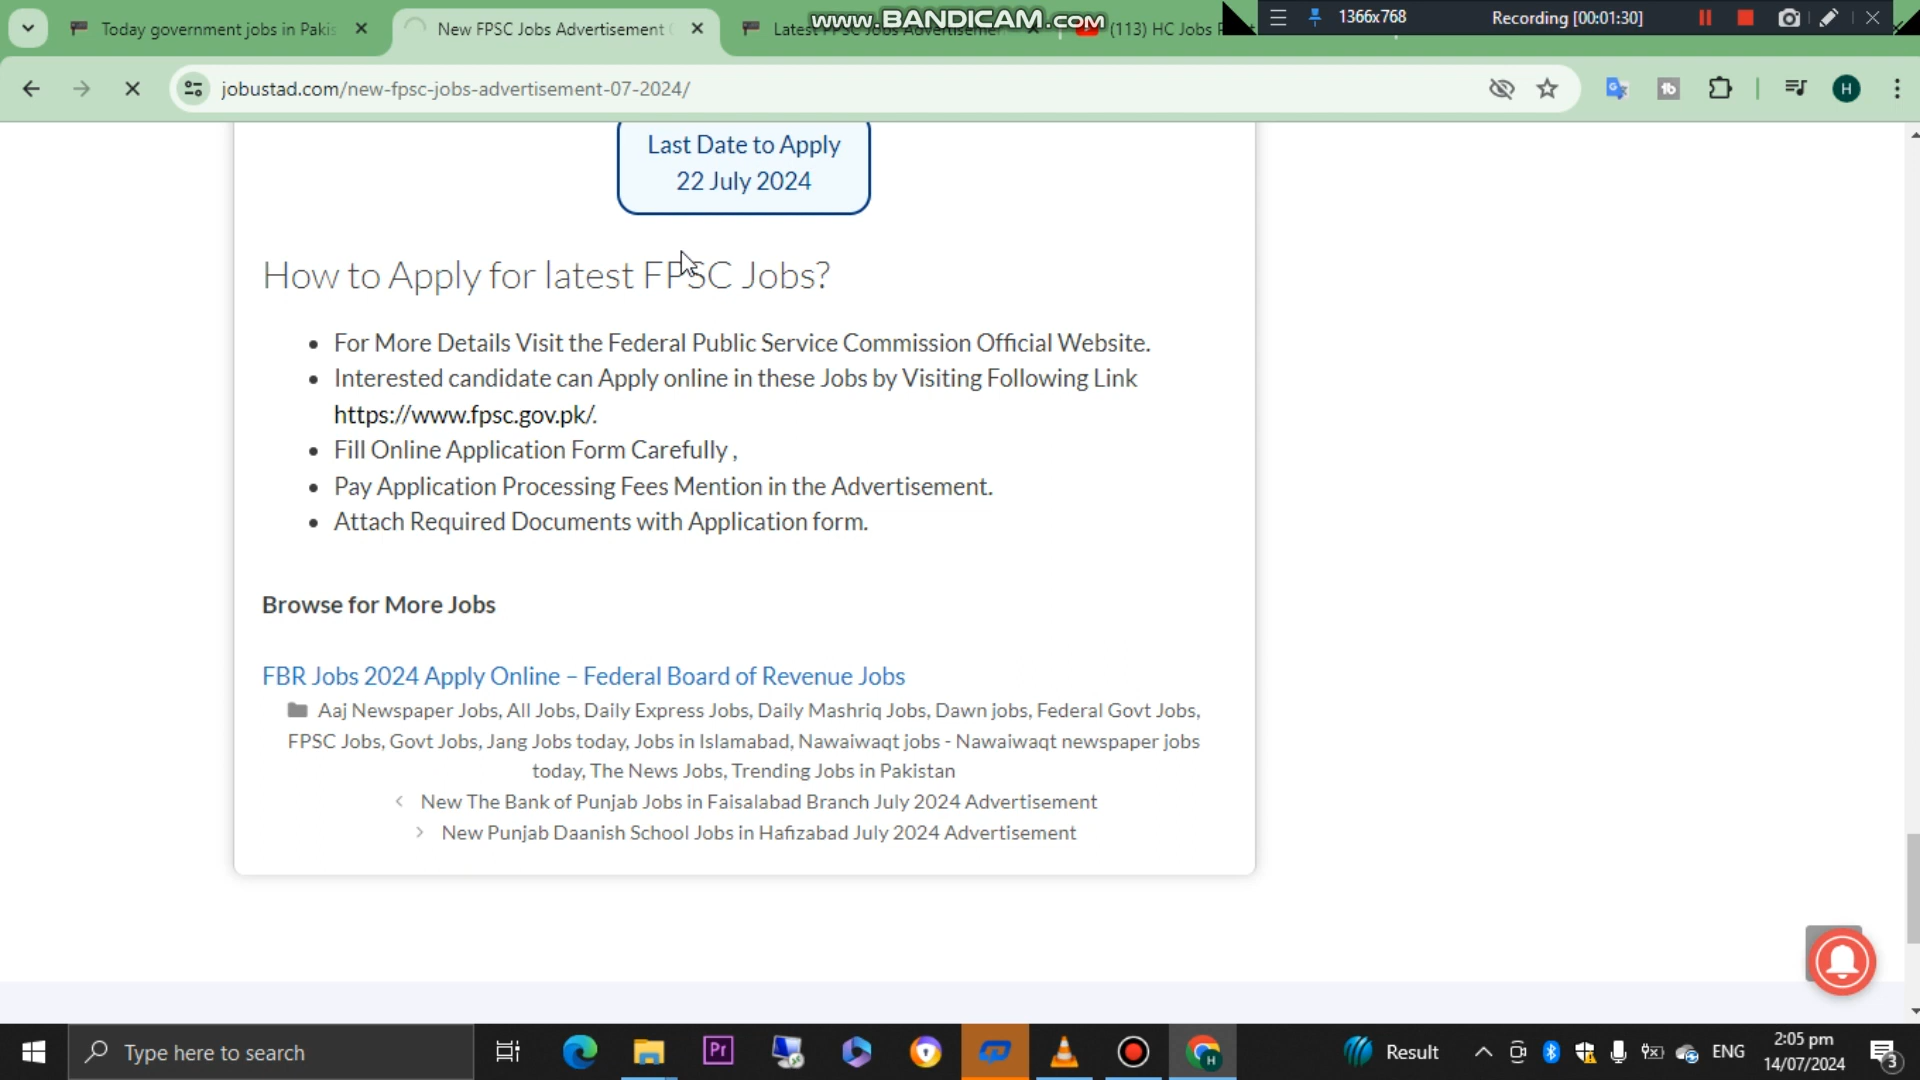 Today government jobs in Pakis
New FPSC Jobs Advertisement
Latest FPSC Jobs Advertiseme
(113) HC Jobs
www.BANDICAM.com
1366x768
Recording [00:01:30]
jobustad.com/new-fpsc-jobs-advertisement-07-2024/
H
Last Date to Apply
22 July 2024
How to Apply for latest FPSC Jobs?
For More Details Visit the Federal Public Service Commission Official Website.
Interested candidate can Apply online in these Jobs by Visiting Following Link
https://www.fpsc.gov.pk/.
Fill Online Application Form Carefully ,
Pay Application Processing Fees Mention in the Advertisement.
Attach Required Documents with Application form.
Browse for More Jobs
FBR Jobs 2024 Apply Online – Federal Board of Revenue Jobs
Aaj Newspaper Jobs, All Jobs, Daily Express Jobs, Daily Mashriq Jobs, Dawn jobs, Federal Govt Jobs,
FPSC Jobs, Govt Jobs, Jang Jobs today, Jobs in Islamabad, Nawaiwaqt jobs - Nawaiwaqt newspaper jobs
today, The News Jobs, Trending Jobs in Pakistan
New The Bank of Punjab Jobs in Faisalabad Branch July 2024 Advertisement
New Punjab Daanish School Jobs in Hafizabad July 2024 Advertisement
Type here to search
Pr
H
Result
ENG
2:05 pm
14/07/2024
3